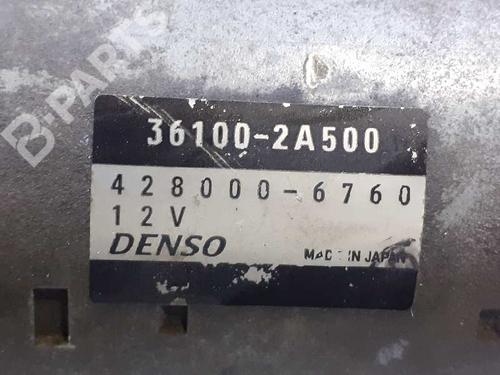 B-PARTS
36100-2A500
428000-6760
12V
DENSO
MADE IN JAPAN